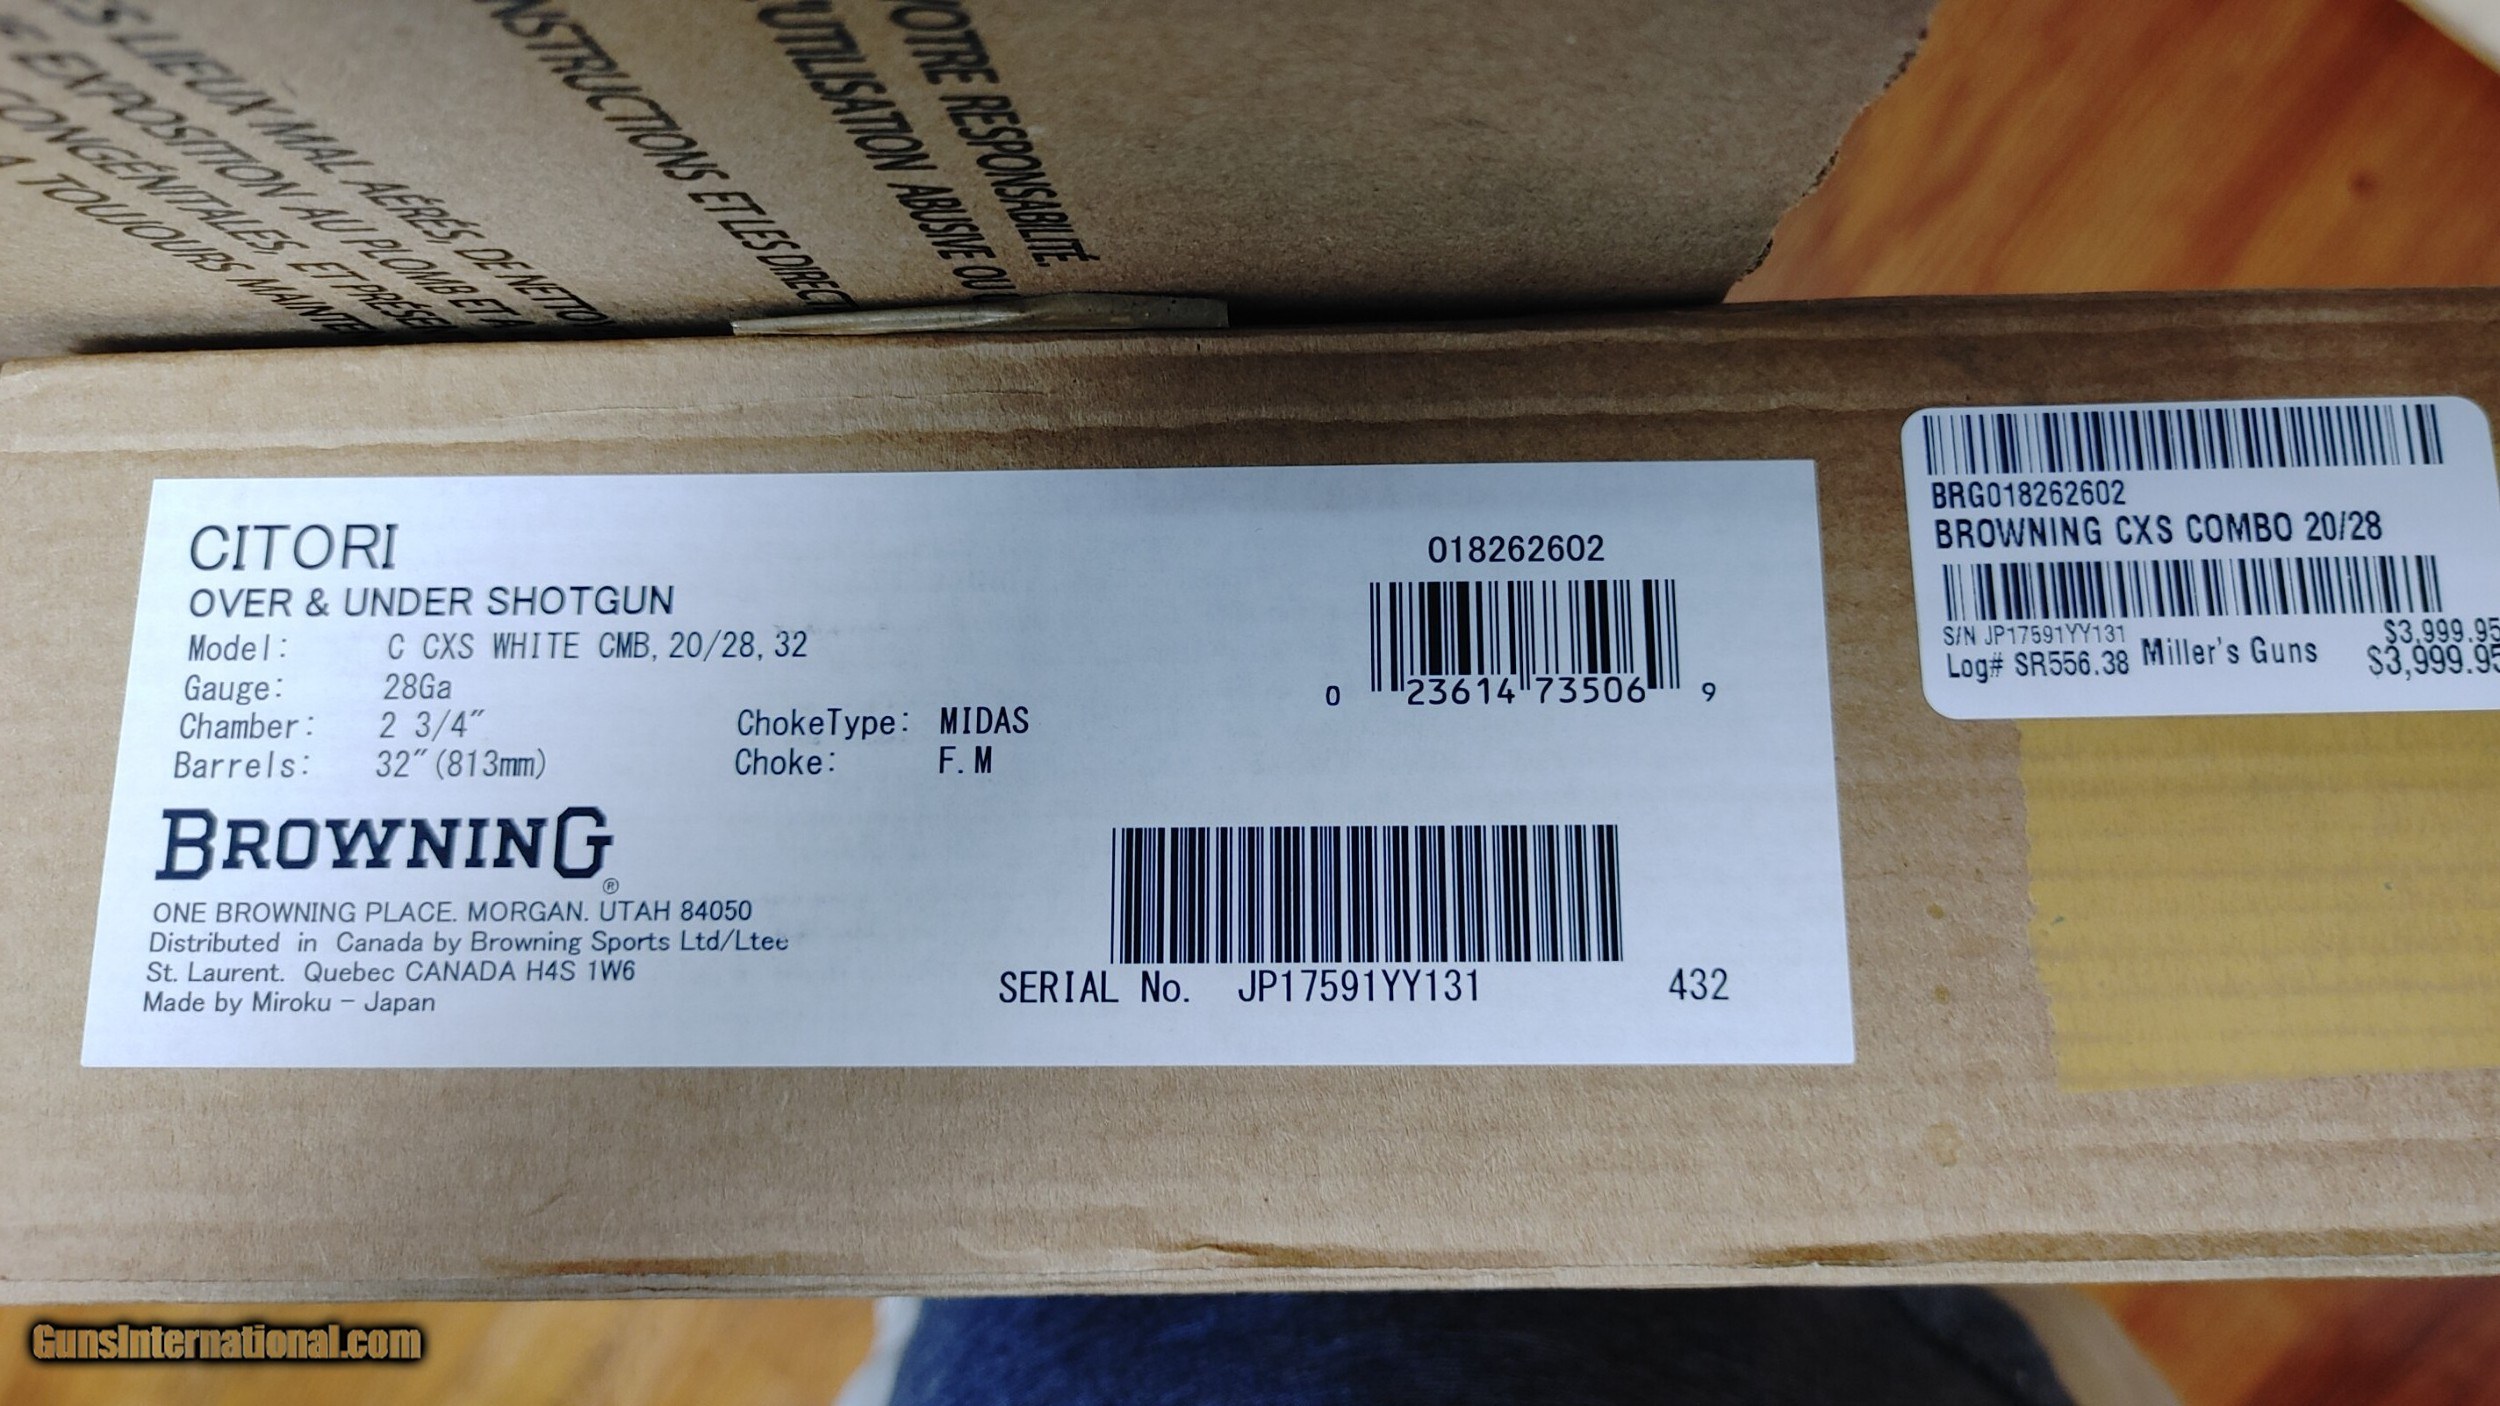 VOTRE RESPONSABILITÉ.
'UTILISATION ABUSIVE OU
INSTRUCTIONS ET LES DIRECT
ES LIEUX MAL AÉRÉS, DE NETTO
EXPOSITION AU PLOMB ET
CONGÉNITALES, ET PRÉSE
A TOUJOURS MAINTE
CITORI
OVER & UNDER SHOTGUN
Model: C CXS WHITE CMB, 20/28, 32
Gauge: 28Ga
Chamber: 2 3/4″
Barrels: 32″(813mm)
ChokeType: MIDAS
Choke: F.M
018262602
0 23614 73506 9
BROWNING®
ONE BROWNING PLACE. MORGAN. UTAH 84050
Distributed in Canada by Browning Sports Ltd/Ltee
St. Laurent. Quebec CANADA H4S 1W6
Made by Miroku - Japan
SERIAL No. JP17591YY131 432
BRG018262602
BROWNING CXS COMBO 20/28
S/N JP17591YY131 $3,999.95
Log# SR556.38 Miller's Guns $3,999.95
GunsInternational.com